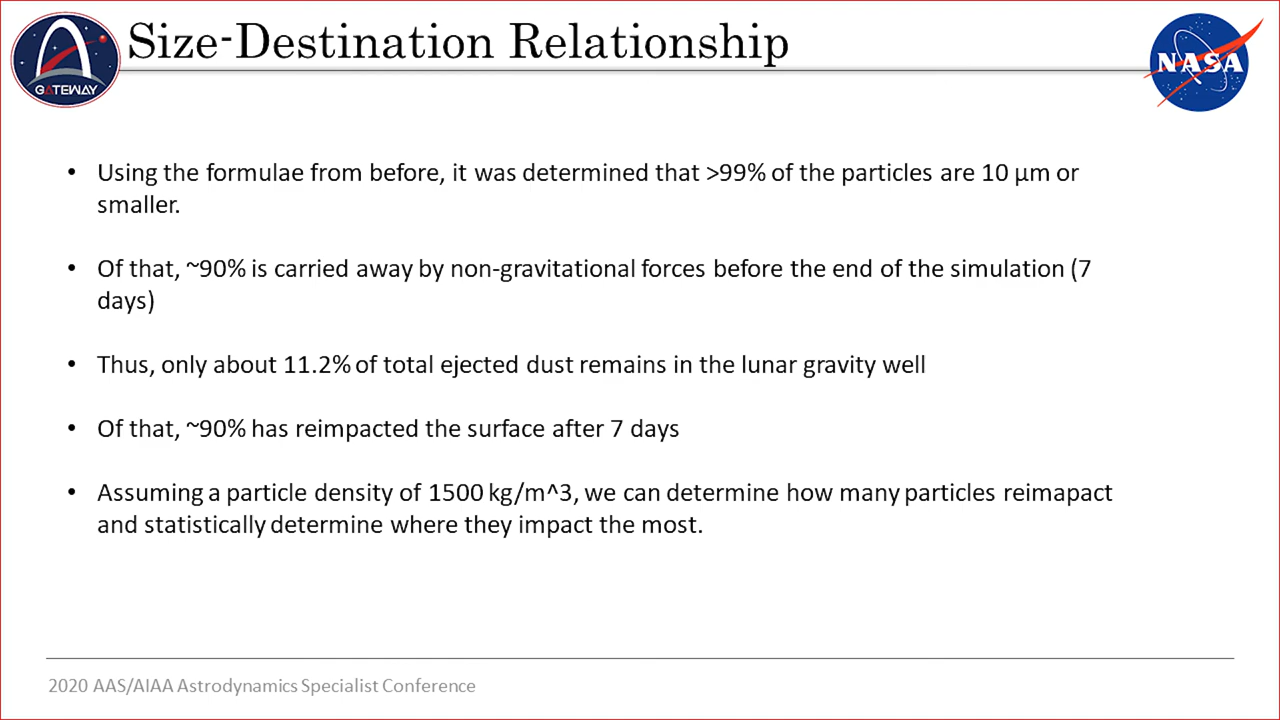 Size-Destination Relationship
GATEWAY
NASA
• Using the formulae from before, it was determined that >99% of the particles are 10 µm or
smaller.
• Of that, ~90% is carried away by non-gravitational forces before the end of the simulation (7
days)
• Thus, only about 11.2% of total ejected dust remains in the lunar gravity well
• Of that, ~90% has reimpacted the surface after 7 days
• Assuming a particle density of 1500 kg/m^3, we can determine how many particles reimapact
and statistically determine where they impact the most.
2020 AAS/AIAA Astrodynamics Specialist Conference